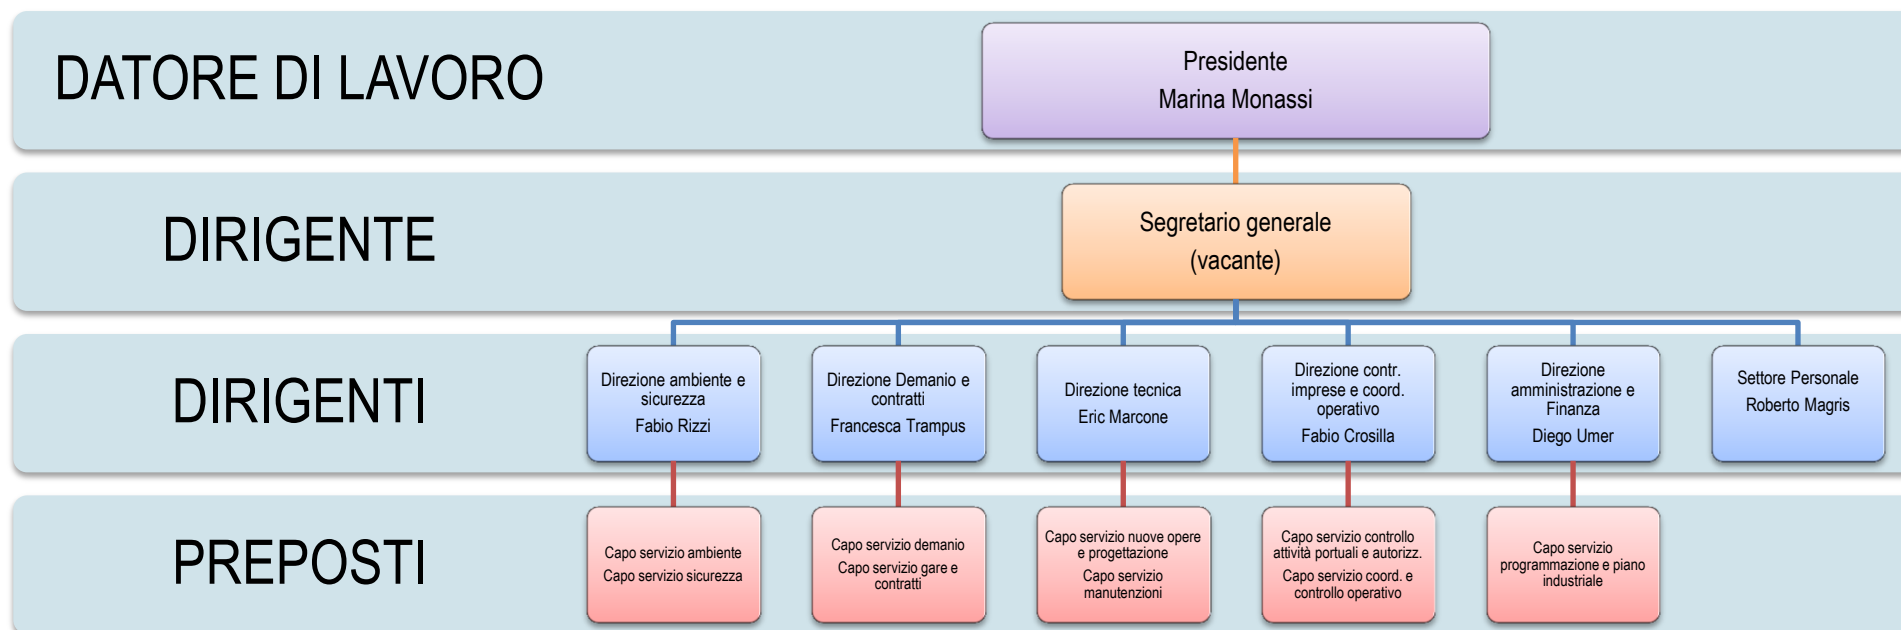 DATORE DI LAVORO
Presidente
Marina Monassi
DIRIGENTE
Segretario generale
(vacante)
DIRIGENTI
Direzione ambiente e
sicurezza
Fabio Rizzi
Direzione Demanio e
contratti
Francesca Trampus
Direzione tecnica
Eric Marcone
Direzione contr.
imprese e coord.
operativo
Fabio Crosilla
Direzione
amministrazione e
Finanza
Diego Umer
Settore Personale
Roberto Magris
PREPOSTI
Capo servizio ambiente
Capo servizio sicurezza
Capo servizio demanio
Capo servizio gare e
contratti
Capo servizio nuove opere
e progettazione
Capo servizio
manutenzioni
Capo servizio controllo
attività portuali e autorizz.
Capo servizio coord. e
controllo operativo
Capo servizio
programmazione e piano
industriale